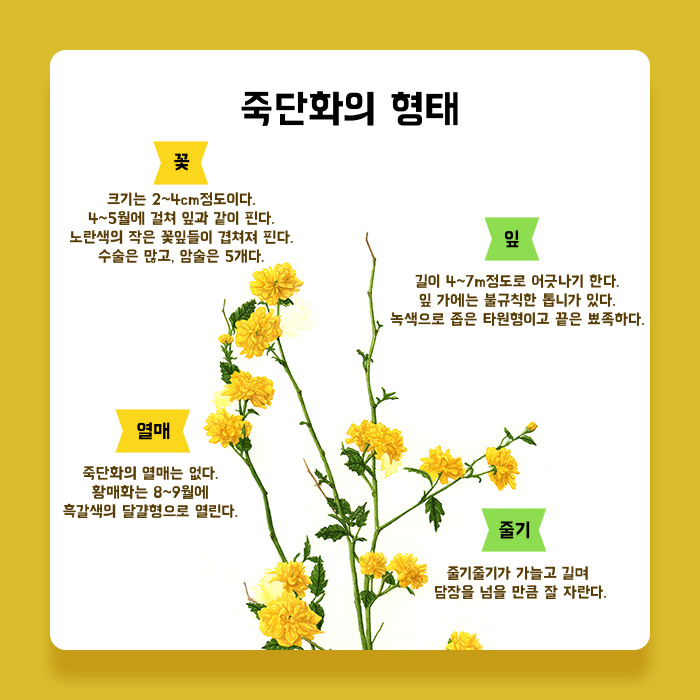 죽단화의 형태
꽃
크기는 2~4cm정도이다.
4~5월에 걸쳐 잎과 같이 핀다.
노란색의 작은 꽃잎들이 겹쳐져 핀다.
수술은 많고, 암술은 5개다.
잎
길이 4~7m정도로 어긋나기 한다.
잎 가에는 불규칙한 톱니가 있다.
녹색으로 좁은 타원형이고 끝은 뾰족하다.
열매
죽단화의 열매는 없다.
황매화는 8~9월에
흑갈색의 달걀형으로 열린다.
줄기
줄기줄기가 가늘고 길며
담장을 넘을 만큼 잘 자란다.